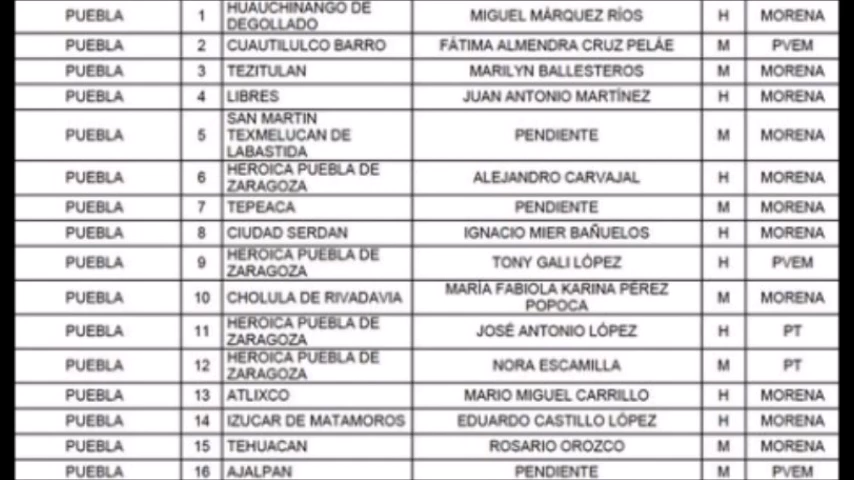 PUEBLA 1 HUAUCHINANGO DE DEGOLLADO MIGUEL MÁRQUEZ RÍOS H MORENA
PUEBLA 2 CUAUTILULCO BARRO FÁTIMA ALMENDRA CRUZ PELÁE M PVEM
PUEBLA 3 TEZITULAN MARILYN BALLESTEROS M MORENA
PUEBLA 4 LIBRES JUAN ANTONIO MARTÍNEZ H MORENA
PUEBLA 5 SAN MARTIN TEXMELUCAN DE LABASTIDA PENDIENTE M MORENA
PUEBLA 6 HEROICA PUEBLA DE ZARAGOZA ALEJANDRO CARVAJAL H MORENA
PUEBLA 7 TEPEACA PENDIENTE M MORENA
PUEBLA 8 CIUDAD SERDAN IGNACIO MIER BAÑUELOS H MORENA
PUEBLA 9 HEROICA PUEBLA DE ZARAGOZA TONY GALI LÓPEZ H PVEM
PUEBLA 10 CHOLULA DE RIVADAVIA MARÍA FABIOLA KARINA PÉREZ POPOCA M MORENA
PUEBLA 11 HEROICA PUEBLA DE ZARAGOZA JOSÉ ANTONIO LÓPEZ H PT
PUEBLA 12 HEROICA PUEBLA DE ZARAGOZA NORA ESCAMILLA M PT
PUEBLA 13 ATLIXCO MARIO MIGUEL CARRILLO H MORENA
PUEBLA 14 IZUCAR DE MATAMOROS EDUARDO CASTILLO LÓPEZ H MORENA
PUEBLA 15 TEHUACAN ROSARIO OROZCO M MORENA
PUEBLA 16 AJALPAN PENDIENTE M PVEM